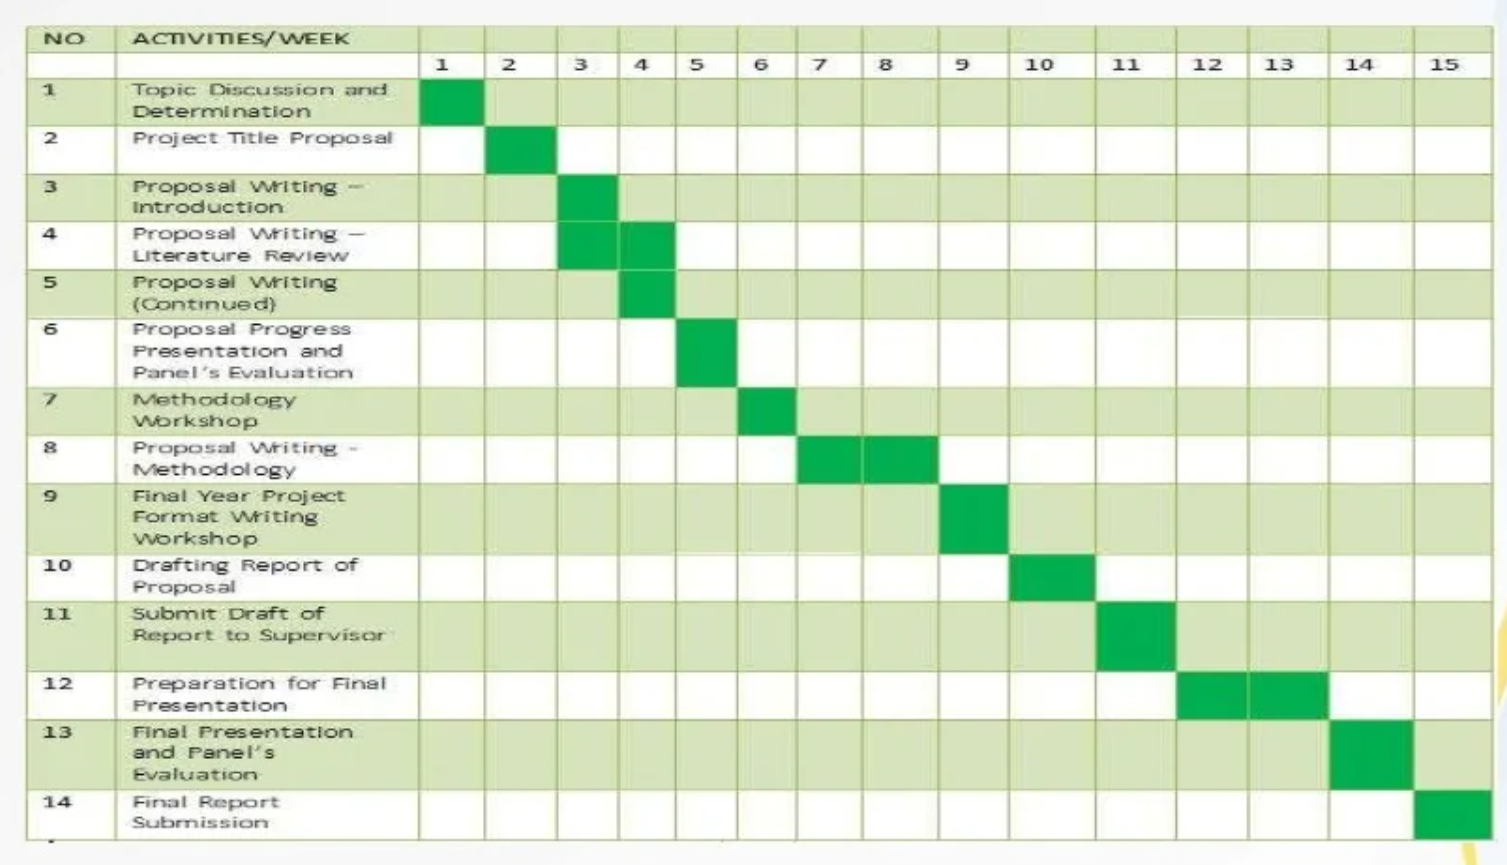 NO ACTIVITIES/WEEK
1 2 3 4 5 6 7 8 9 10 11 12 13 14 15
1 Topic Discussion and
Determination
2 Project Title Proposal
3 Proposal Writing –
Introduction
4 Proposal Writing –
Literature Review
5 Proposal Writing
(Continued)
6 Proposal Progress
Presentation and
Panel's Evaluation
7 Methodology
Workshop
8 Proposal Writing -
Methodology
9 Final Year Project
Format Writing
Workshop
10 Drafting Report of
Proposal
11 Submit Draft of
Report to Supervisor
12 Preparation for Final
Presentation
13 Final Presentation
and Panel's
Evaluation
14 Final Report
Submission